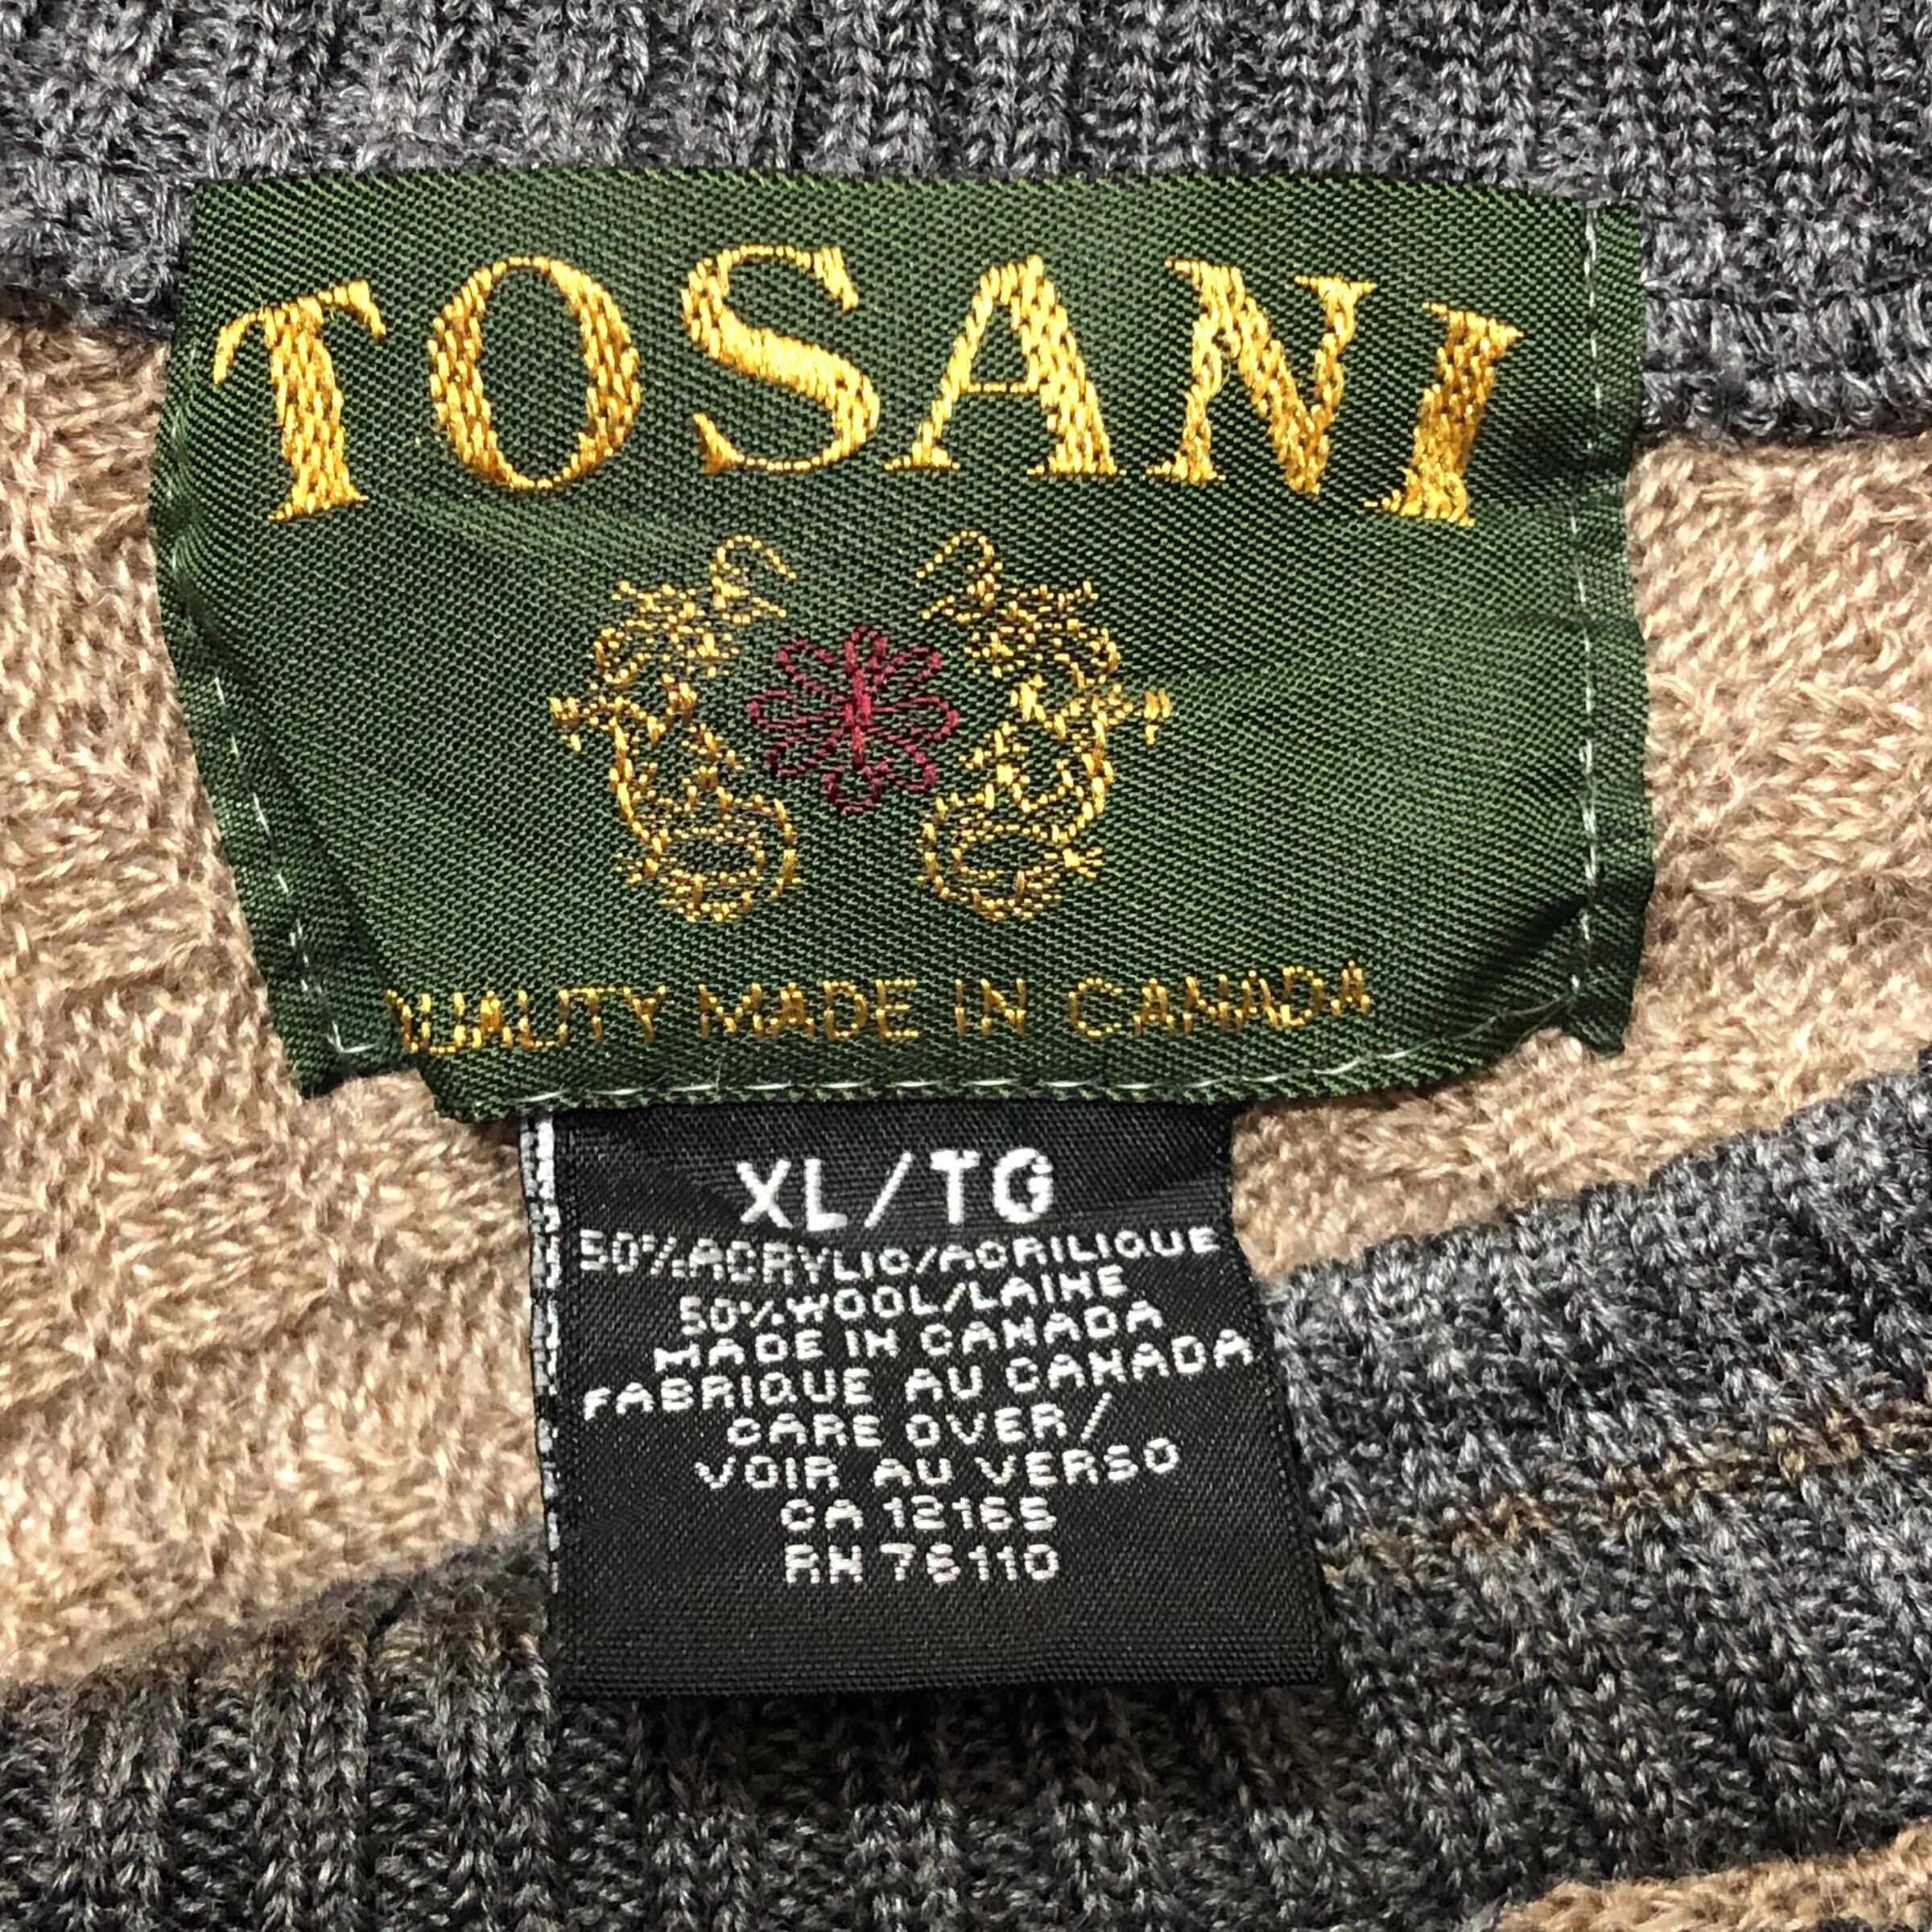 TOSANI
QUALITY MADE IN CANADA
XL/TG
50% ACRYLIC/ACRILIQUE
50% WOOL/LAINE
MADE IN CANADA
FABRIQUE AU CANADA
CARE OVER/
VOIR AU VERSO
CA 12165
RN 76110